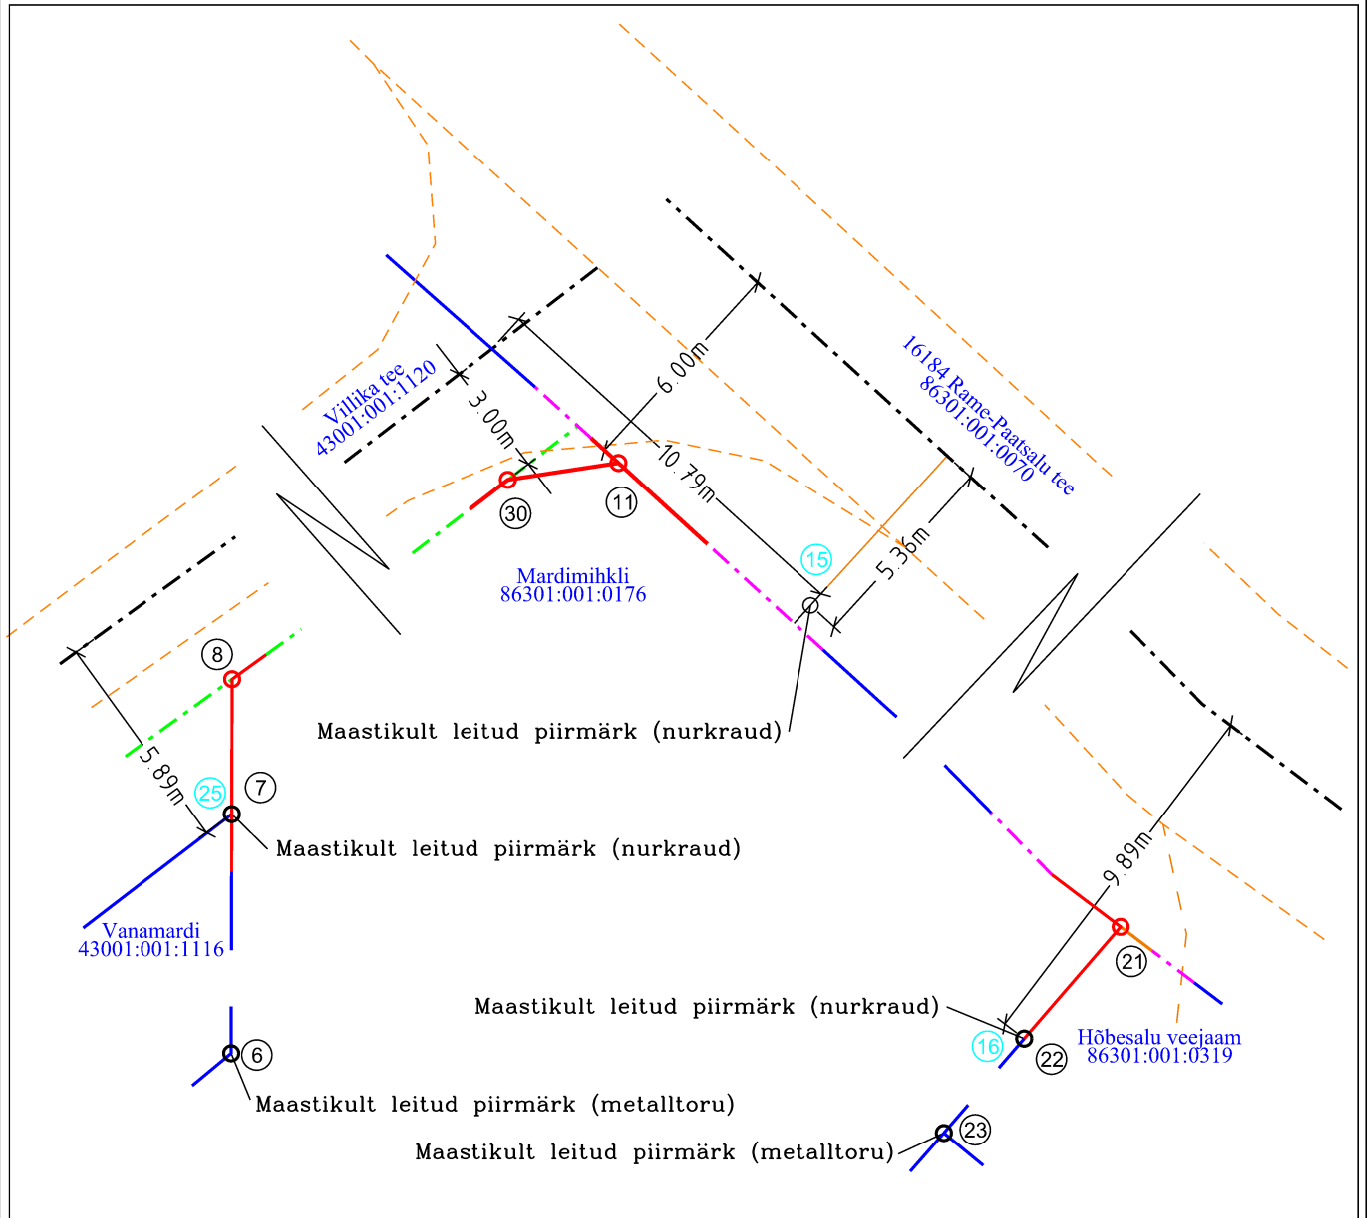 16184 Rame-Paatsalu tee
86301:001:0070
6.00m
Villika tee
43001:001:1120
3.00m
10.79m
30
11
5.36m
15
Mardimihkli
86301:001:0176
8
Maastikult leitud piirmärk (nurkraud)
5.89m
25
7
Maastikult leitud piirmärk (nurkraud)
9.89m
Vanamardi
43001:001:1116
21
Maastikult leitud piirmärk (nurkraud)
16
22
Hõbesalu veejaam
86301:001:0319
6
Maastikult leitud piirmärk (metalltoru)
23
Maastikult leitud piirmärk (metalltoru)